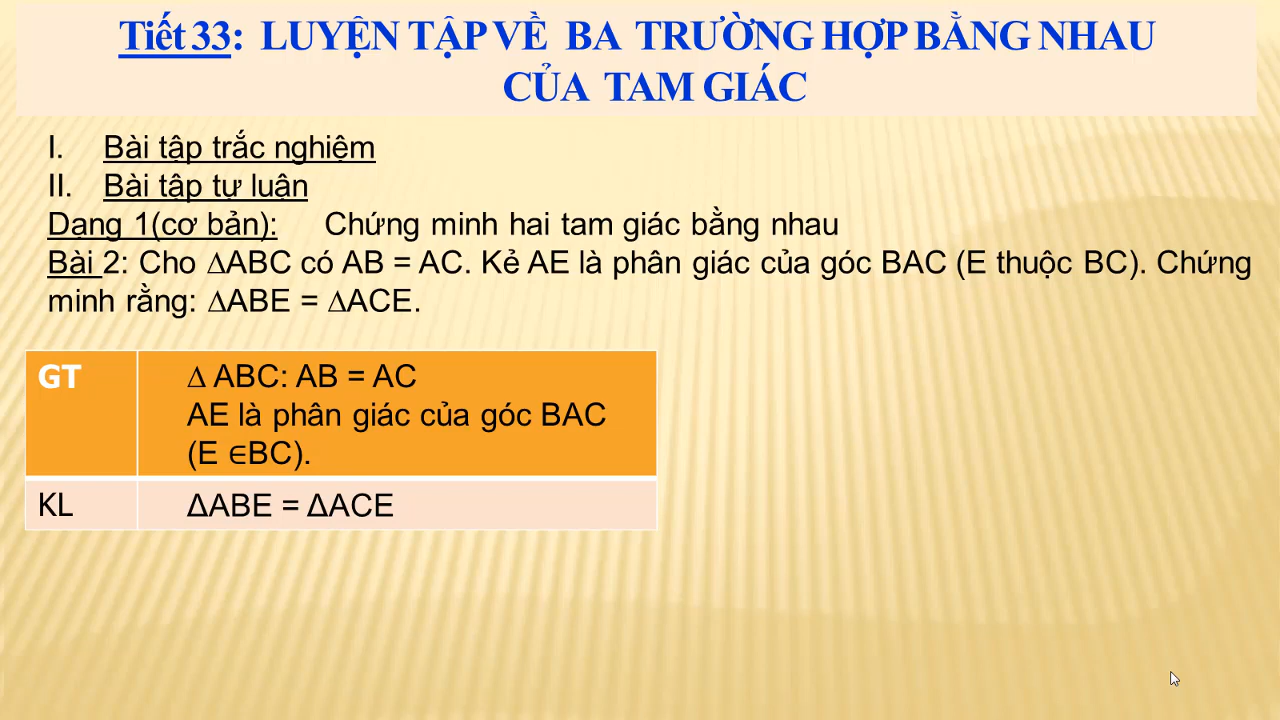 Tiết 33: LUYỆN TẬP VỀ BA TRƯỜNG HỢP BẰNG NHAU
CỦA TAM GIÁC
I. Bài tập trắc nghiệm
II. Bài tập tự luận
Dạng 1(cơ bản): Chứng minh hai tam giác bằng nhau
Bài 2: Cho ∆ABC có AB = AC. Kẻ AE là phân giác của góc BAC (E thuộc BC). Chứng
minh rằng: ∆ABE = ∆ACE.
GT ∆ ABC: AB = AC
AE là phân giác của góc BAC
(E ∈BC).
KL ΔABE = ΔACE